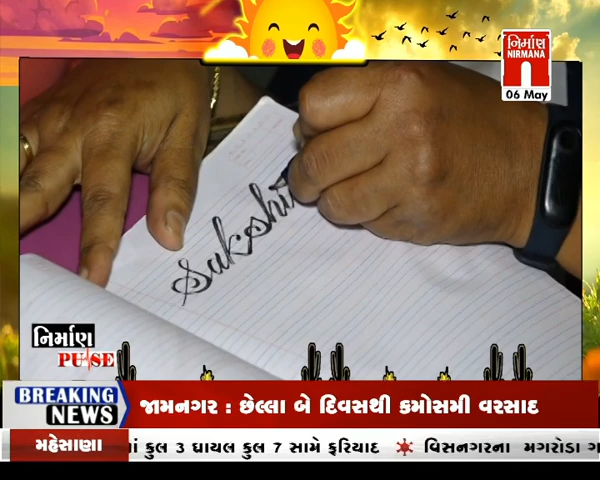 નિર્માણ
NIRMANA
06 May
Sakshi
નિર્માણ
PULSE
BREAKING NEWS
જામનગર : છેલ્લા બે દિવસથી કમોસમી વરસાદ
મહેસાણા
કુલ 3 ઘાયલ કુલ 7 સામે ફરિયાદ વિસનગરના મગરોડા